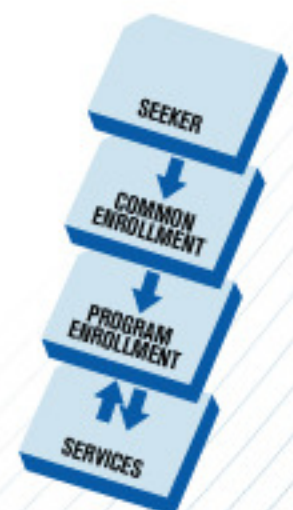 SEEKER
COMMON
ENROLLMENT
PROGRAM
ENROLLMENT
SERVICES